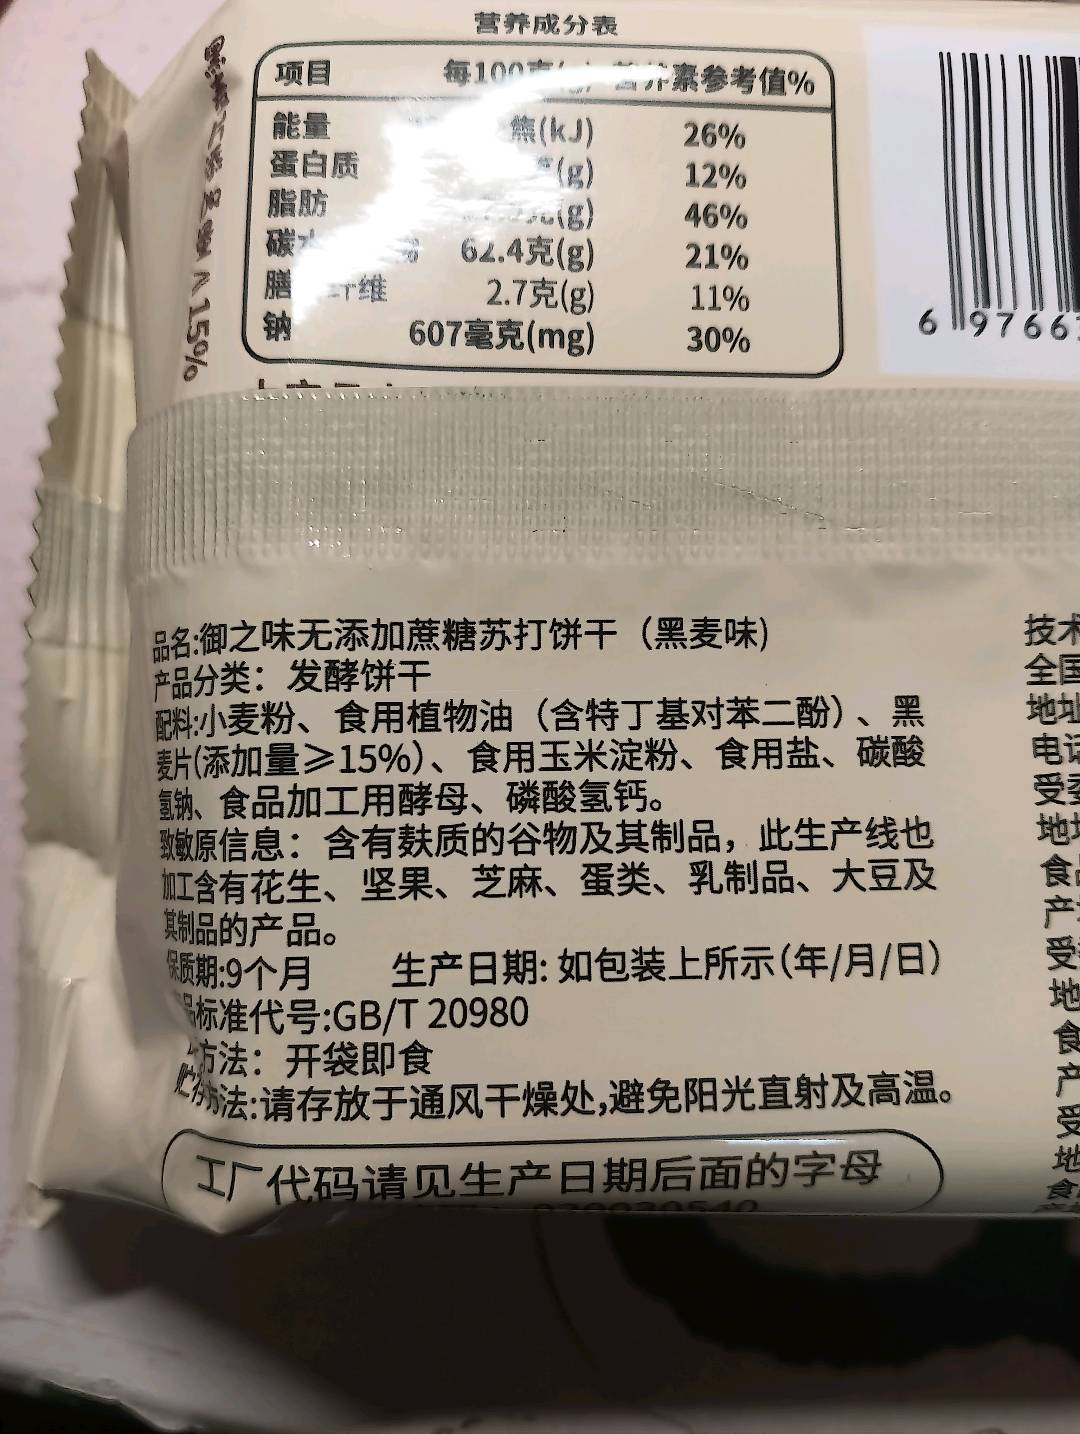 营养成分表
项目 每100克 营养素参考值%
能量 (kJ) 26%
蛋白质 (g) 12%
脂肪 (g) 46%
碳水 62.4克(g) 21%
膳 纤维 2.7克(g) 11%
钠 607毫克(mg) 30%
15%
6 9766
品名:御之味无添加蔗糖苏打饼干（黑麦味)
产品分类：发酵饼干
配料:小麦粉、食用植物油（含特丁基对苯二酚)、黑
麦片(添加量≥15%)、食用玉米淀粉、食用盐、碳酸
氢钠、食品加工用酵母、磷酸氢钙。
致敏原信息：含有麸质的谷物及其制品，此生产线也
加工含有花生、坚果、芝麻、蛋类、乳制品、大豆及
其制品的产品。
保质期:9个月 生产日期:如包装上所示(年/月/日)
品标准代号:GB/T 20980
方法：开袋即食
贮存方法:请存放于通风干燥处,避免阳光直射及高温。
工厂代码请见生产日期后面的字母
技术
全国
地址
电话
受委
地址
食品
产
受
地
食
产
受
地
食